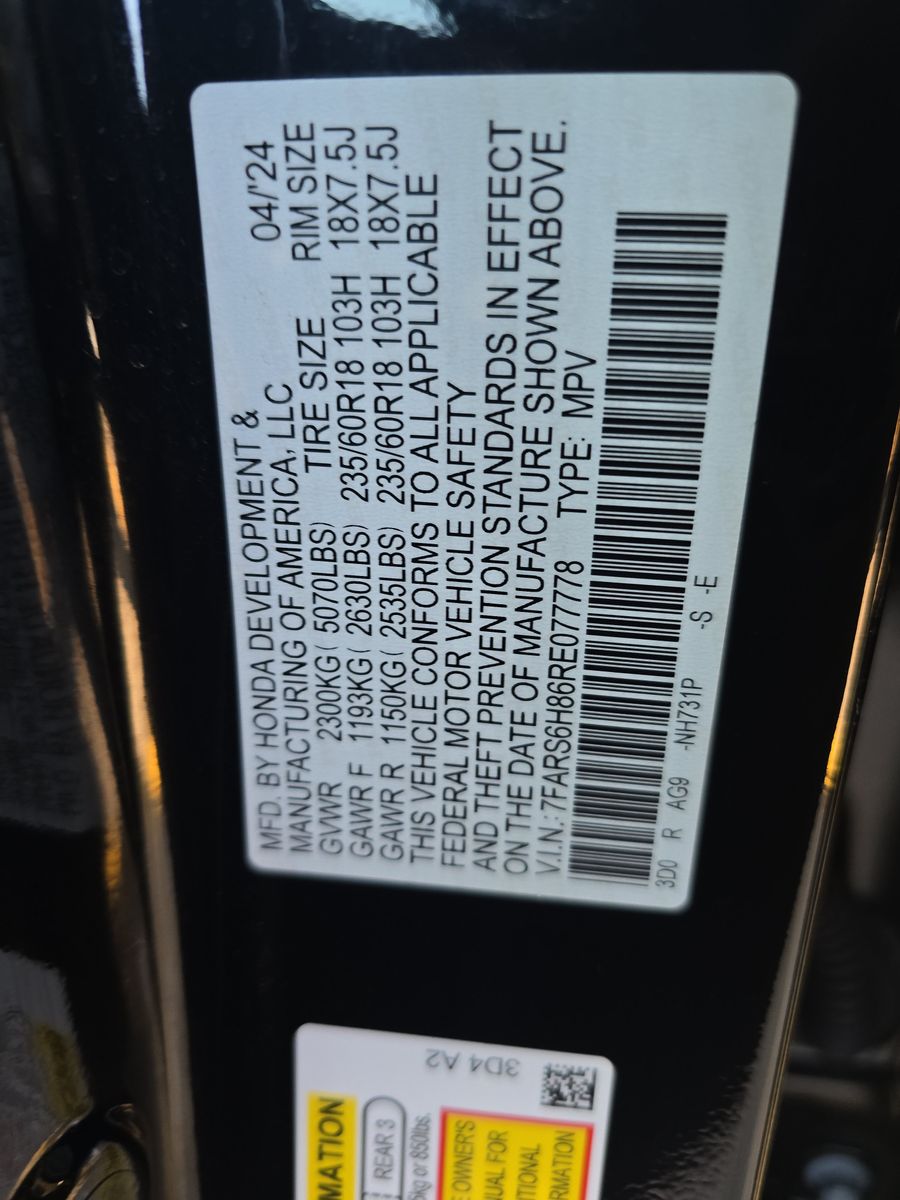 MFD. BY HONDA DEVELOPMENT & 04/'24
MANUFACTURING OF AMERICA, LLC
TIRE SIZE RIM SIZE
GVWR 2300KG( 5070LBS)
GAWR F 1193KG( 2630LBS) 235/60R18 103H 18X7.5J
GAWR R 1150KG( 2535LBS) 235/60R18 103H 18X7.5J
THIS VEHICLE CONFORMS TO ALL APPLICABLE
FEDERAL MOTOR VEHICLE SAFETY
AND THEFT PREVENTION STANDARDS IN EFFECT
ON THE DATE OF MANUFACTURE SHOWN ABOVE.
V.I.N.: 7FARS6H86RE077778 TYPE: MPV
3D0 R AG9 -NH731P -S -E
3D4 A2
MATION
REAR 3
kg or 850lbs.
OWNER'S
FOR